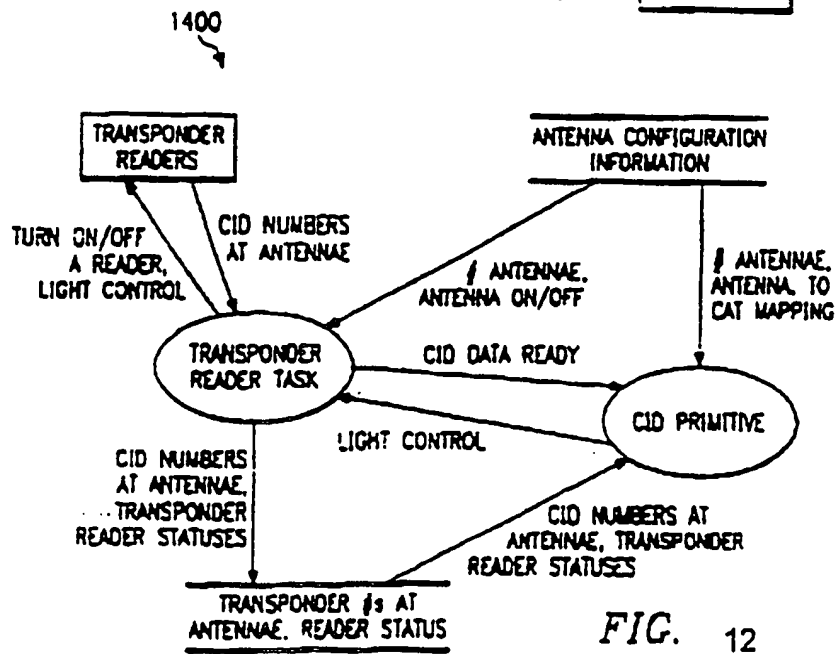 1400
TRANSPONDER
READERS
ANTENNA CONFIGURATION
INFORMATION
TURN ON/OFF
A READER,
LIGHT CONTROL
CID NUMBERS
AT ANTENNAE
# ANTENNAE,
ANTENNA ON/OFF
# ANTENNAE,
ANTENNA, TO
CAT MAPPING
TRANSPONDER
READER TASK
CID DATA READY
LIGHT CONTROL
CID PRIMITIVE
CID NUMBERS
AT ANTENNAE,
TRANSPONDER
READER STATUSES
CID NUMBERS AT
ANTENNAE, TRANSPONDER
READER STATUSES
TRANSPONDER #s AT
ANTENNAE, READER STATUS
FIG. 12